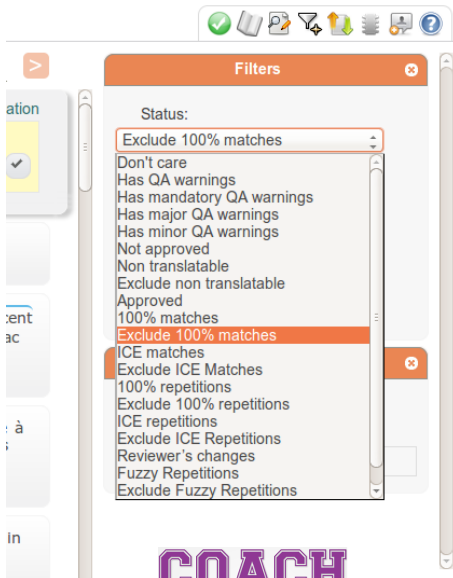 >
Filters
ation
Status:
Exclude 100% matches
Don't care
Has QA warnings
Has mandatory QA warnings
Has major QA warnings
Has minor QA warnings
Not approved
Non translatable
Exclude non translatable
Approved
100% matches
Exclude 100% matches
ICE matches
Exclude ICE Matches
100% repetitions
Exclude 100% repetitions
ICE repetitions
Exclude ICE Repetitions
Reviewer's changes
Fuzzy Repetitions
Exclude Fuzzy Repetitions
cent
ac
à
in
COACH